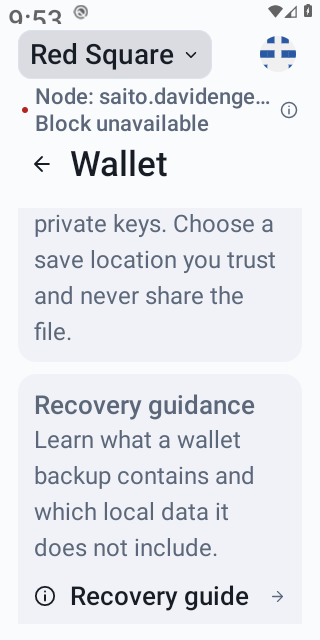 9:53
Red Square
Node: saito.davidenge...
Block unavailable
Wallet
private keys. Choose a
save location you trust
and never share the
file.
Recovery guidance
Learn what a wallet
backup contains and
which local data it
does not include.
Recovery guide